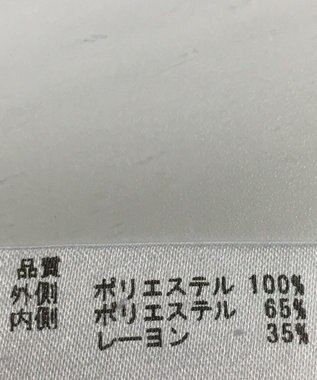 品質
外側 ポリエステル 100%
内側 ポリエステル 65%
レーヨン 35%